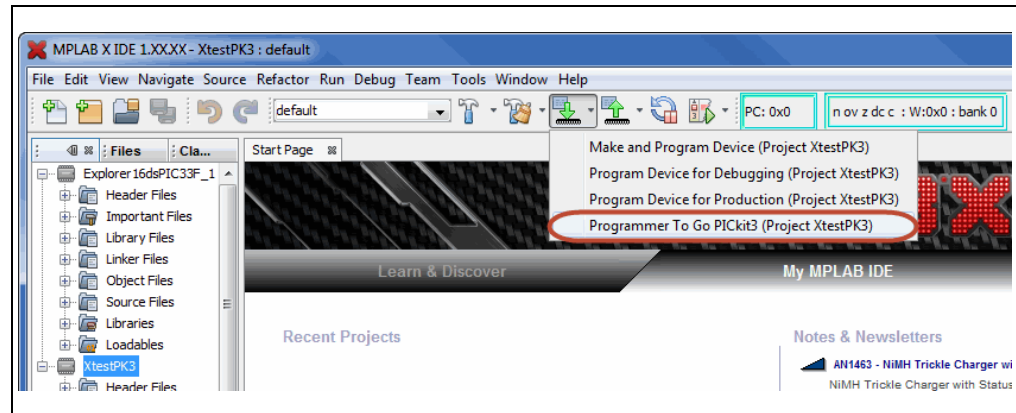 MPLAB X IDE 1.XX.XX - XtestPK3 : default
File Edit View Navigate Source Refactor Run Debug Team Tools Window Help
default
PC: 0x0
n ov z dc c : W:0x0 : bank 0
Files
Cla...
Start Page
Make and Program Device (Project XtestPK3)
Program Device for Debugging (Project XtestPK3)
Program Device for Production (Project XtestPK3)
Programmer To Go PICkit3 (Project XtestPK3)
Explorer16dsPIC33F_1
Header Files
Important Files
Library Files
Linker Files
Object Files
Source Files
Libraries
Loadables
XtestPK3
Header Files
Learn & Discover
My MPLAB IDE
Recent Projects
Notes & Newsletters
AN1463 - NiMH Trickle Charger wi
NiMH Trickle Charger with Status